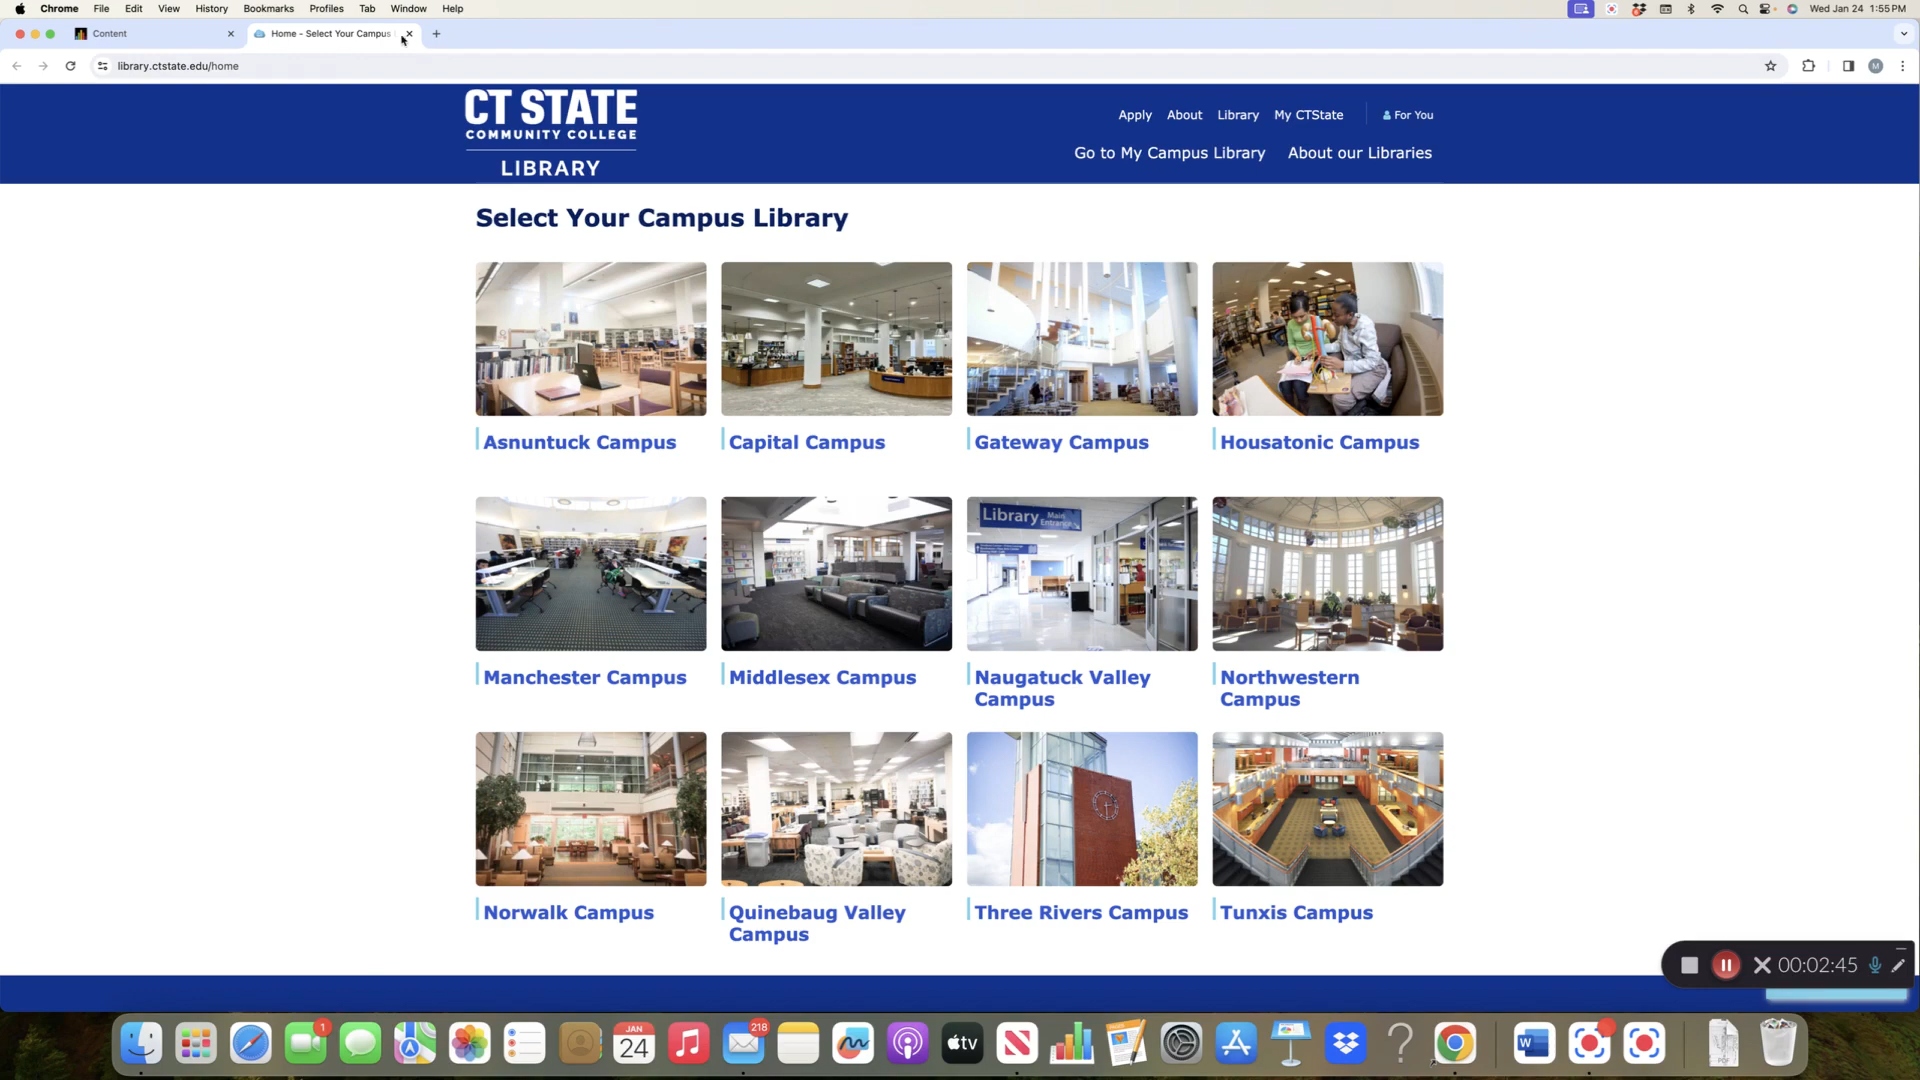 Chrome File Edit View History Bookmarks Profiles Tab Window Help
Wed Jan 24 1:55 PM
Content
Home - Select Your Campus
library.ctstate.edu/home
M
CT STATE
COMMUNITY COLLEGE
LIBRARY
Apply About Library My CTState For You
Go to My Campus Library About our Libraries
Select Your Campus Library
Asnuntuck Campus
Capital Campus
Gateway Campus
Housatonic Campus
Library Main
Entrance
Manchester Campus
Middlesex Campus
Naugatuck Valley
Campus
Northwestern
Campus
Norwalk Campus
Quinebaug Valley
Campus
Three Rivers Campus
Tunxis Campus
00:02:45
1
JAN
24
218
tv
W
PDF